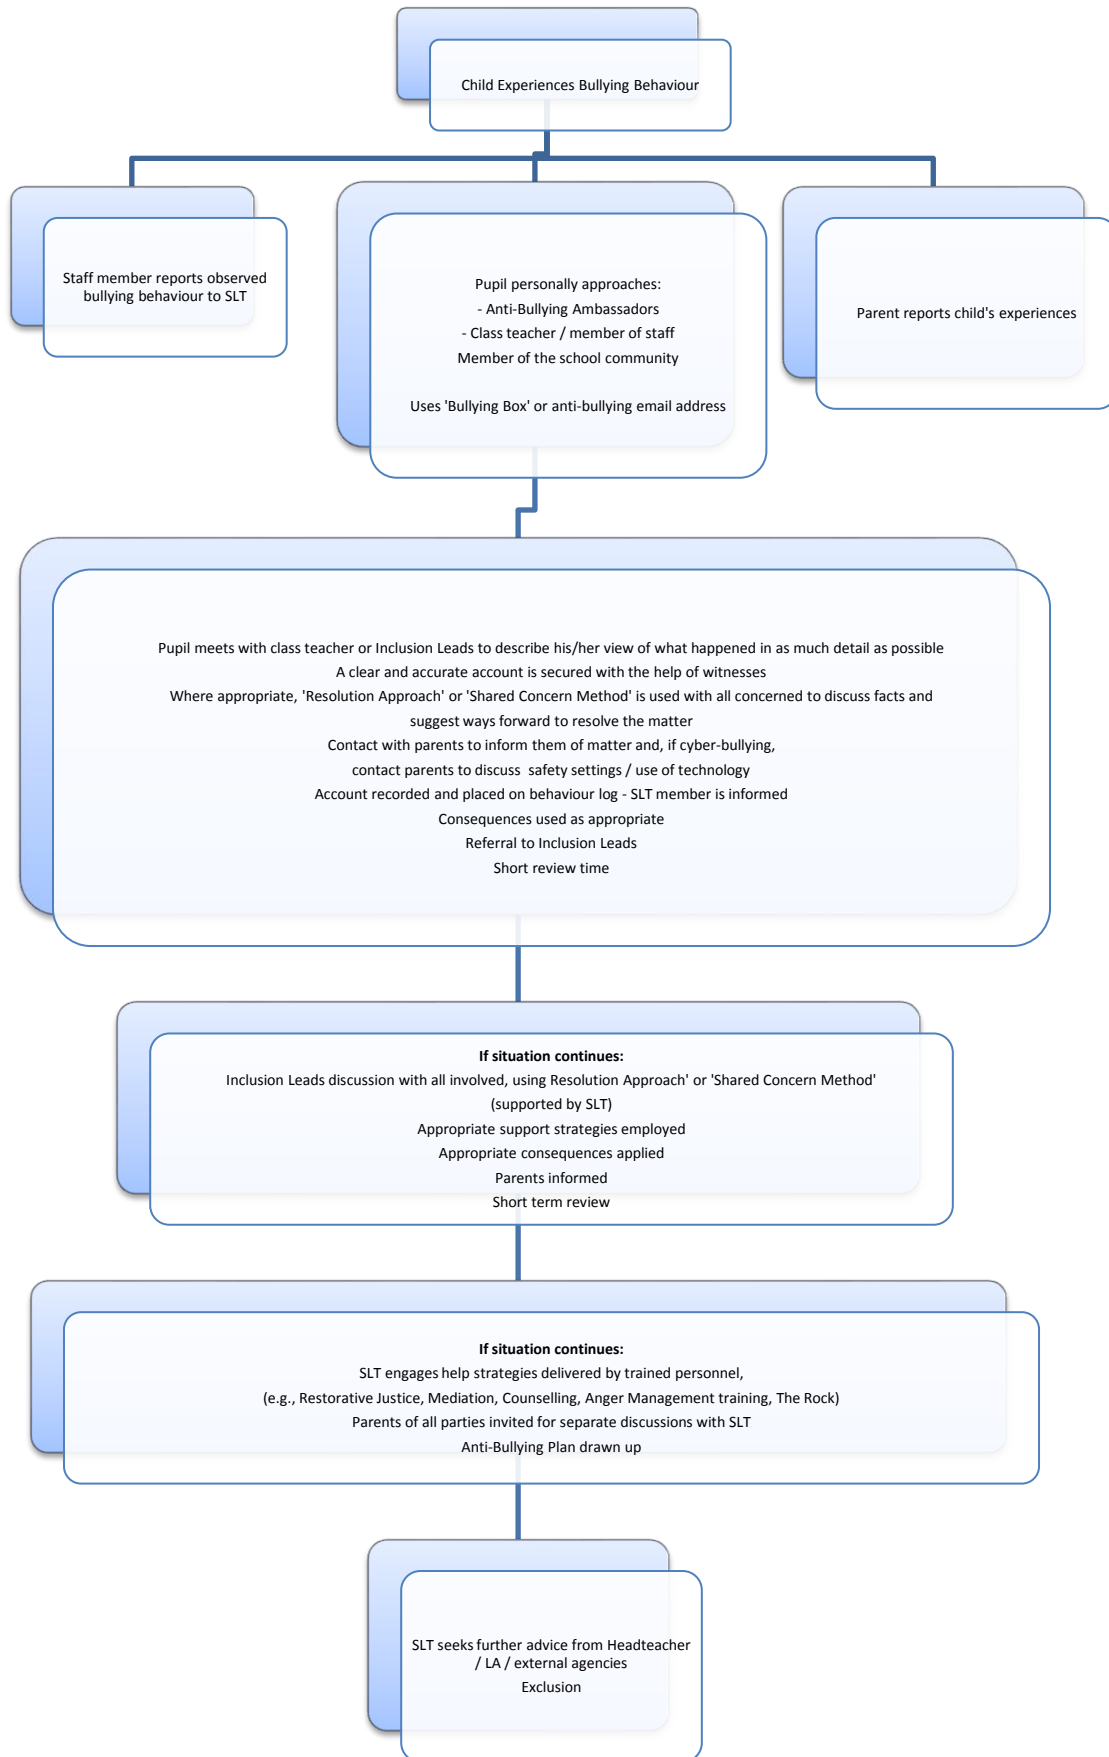 Child Experiences Bullying Behaviour
Staff member reports observed
bullying behaviour to SLT
Pupil personally approaches:
- Anti-Bullying Ambassadors
- Class teacher / member of staff
Member of the school community
Uses 'Bullying Box' or anti-bullying email address
Parent reports child's experiences
Pupil meets with class teacher or Inclusion Leads to describe his/her view of what happened in as much detail as possible
A clear and accurate account is secured with the help of witnesses
Where appropriate, 'Resolution Approach' or 'Shared Concern Method' is used with all concerned to discuss facts and
suggest ways forward to resolve the matter
Contact with parents to inform them of matter and, if cyber-bullying,
contact parents to discuss  safety settings / use of technology
Account recorded and placed on behaviour log - SLT member is informed
Consequences used as appropriate
Referral to Inclusion Leads
Short review time
If situation continues:
Inclusion Leads discussion with all involved, using Resolution Approach' or 'Shared Concern Method'
(supported by SLT)
Appropriate support strategies employed
Appropriate consequences applied
Parents informed
Short term review
If situation continues:
SLT engages help strategies delivered by trained personnel,
(e.g., Restorative Justice, Mediation, Counselling, Anger Management training, The Rock)
Parents of all parties invited for separate discussions with SLT
Anti-Bullying Plan drawn up
SLT seeks further advice from Headteacher
/ LA / external agencies
Exclusion